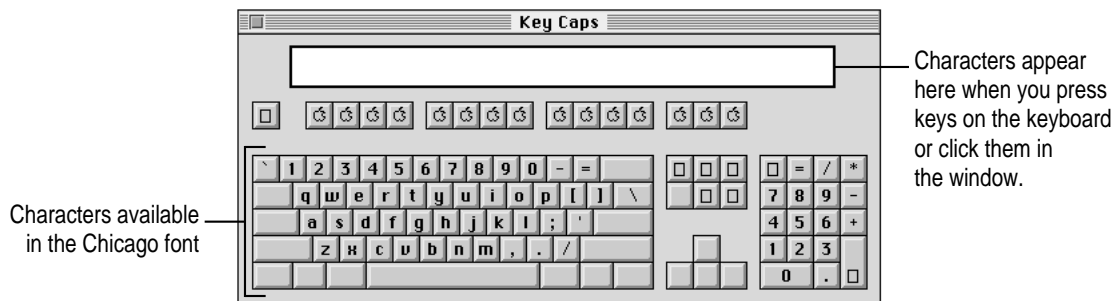 Key Caps
Characters appear
here when you press
keys on the keyboard
or click them in
the window.
Characters available
in the Chicago font
` 1 2 3 4 5 6 7 8 9 0 - =
q w e r t y u i o p [ ] \
a s d f g h j k l ; '
z x c v b n m , . /
= / *
7 8 9 -
4 5 6 +
1 2 3
0 .